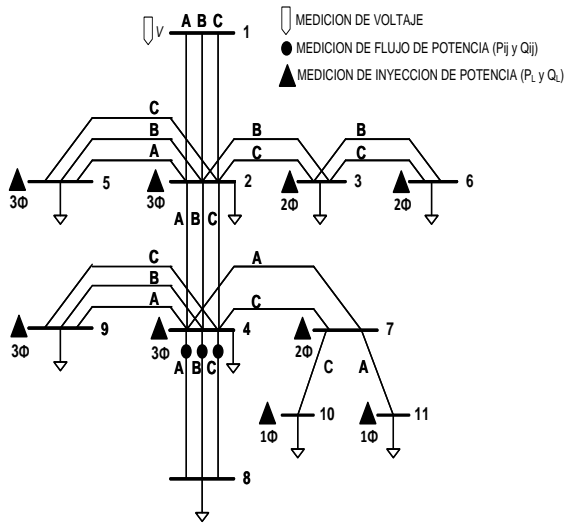 A B C
V
1
MEDICION DE VOLTAJE
MEDICION DE FLUJO DE POTENCIA (Pij y Qij)
MEDICION DE INYECCION DE POTENCIA (PL y QL)
C
B
A
B
C
B
C
3Φ
5
3Φ
2
2Φ
3
2Φ
6
A B C
C
B
A
A
C
3Φ
9
3Φ
4
2Φ
7
A B C
C A
1Φ
10
1Φ
11
8